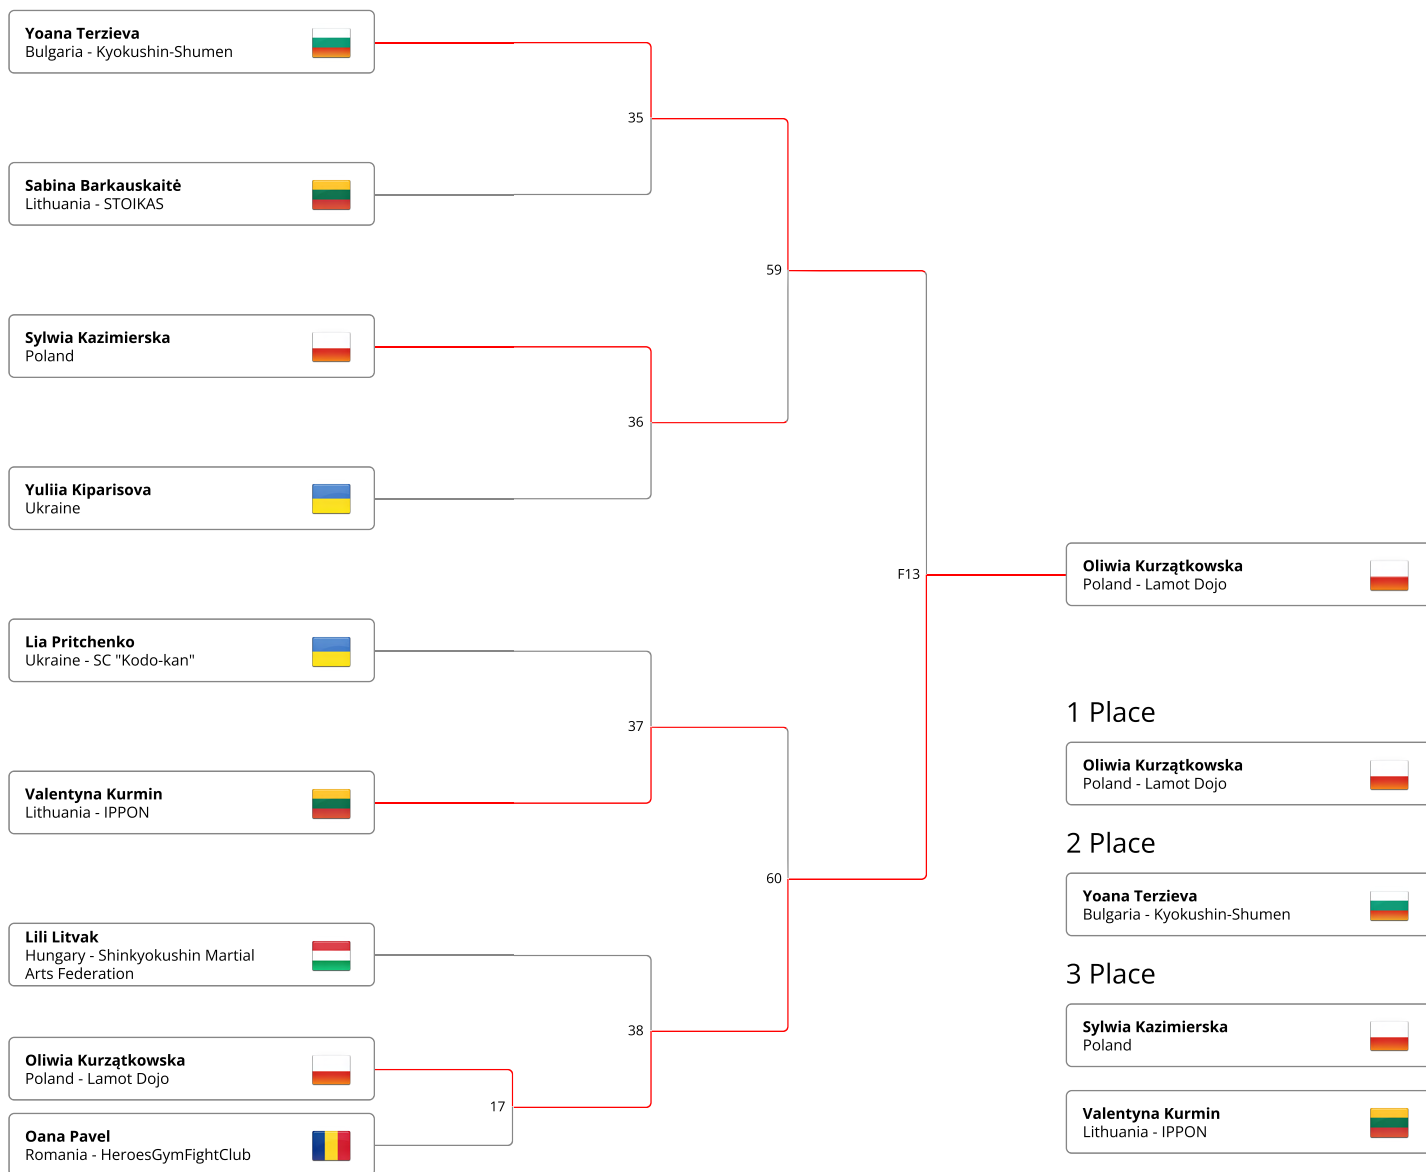 Yoana Terzieva
Bulgaria - Kyokushin-Shumen
35
Sabina Barkauskaitė
Lithuania - STOIKAS
59
Sylwia Kazimierska
Poland
36
Yuliia Kiparisova
Ukraine
F13
Oliwia Kurzątkowska
Poland - Lamot Dojo
Lia Pritchenko
Ukraine - SC "Kodo-kan"
37
Valentyna Kurmin
Lithuania - IPPON
60
Lili Litvak
Hungary - Shinkyokushin Martial
Arts Federation
38
Oliwia Kurzątkowska
Poland - Lamot Dojo
17
Oana Pavel
Romania - HeroesGymFightClub
1 Place
Oliwia Kurzątkowska
Poland - Lamot Dojo
2 Place
Yoana Terzieva
Bulgaria - Kyokushin-Shumen
3 Place
Sylwia Kazimierska
Poland
Valentyna Kurmin
Lithuania - IPPON